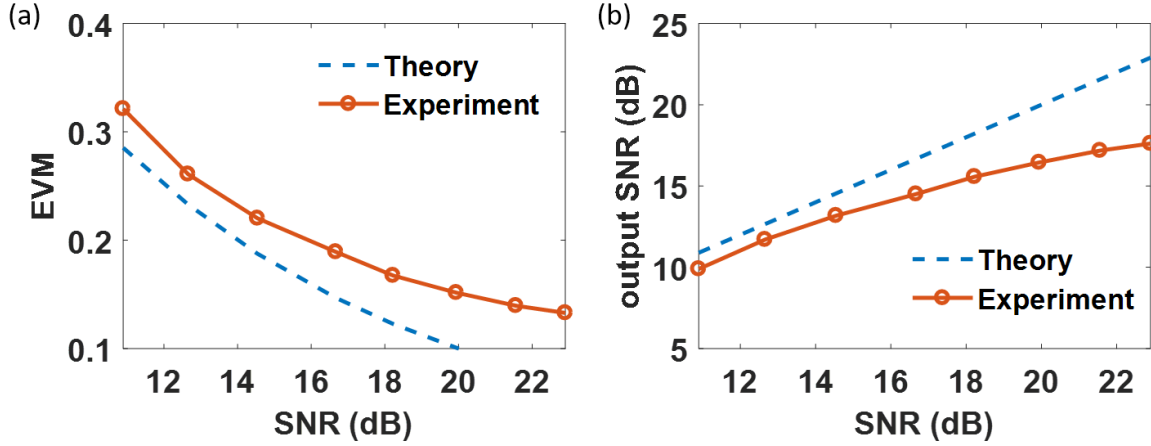 (a)
0.4
0.3
0.2
0.1
EVM
Theory
Experiment
12 14 16 18 20 22
SNR (dB)
(b)
25
20
15
10
5
output SNR (dB)
Theory
Experiment
12 14 16 18 20 22
SNR (dB)